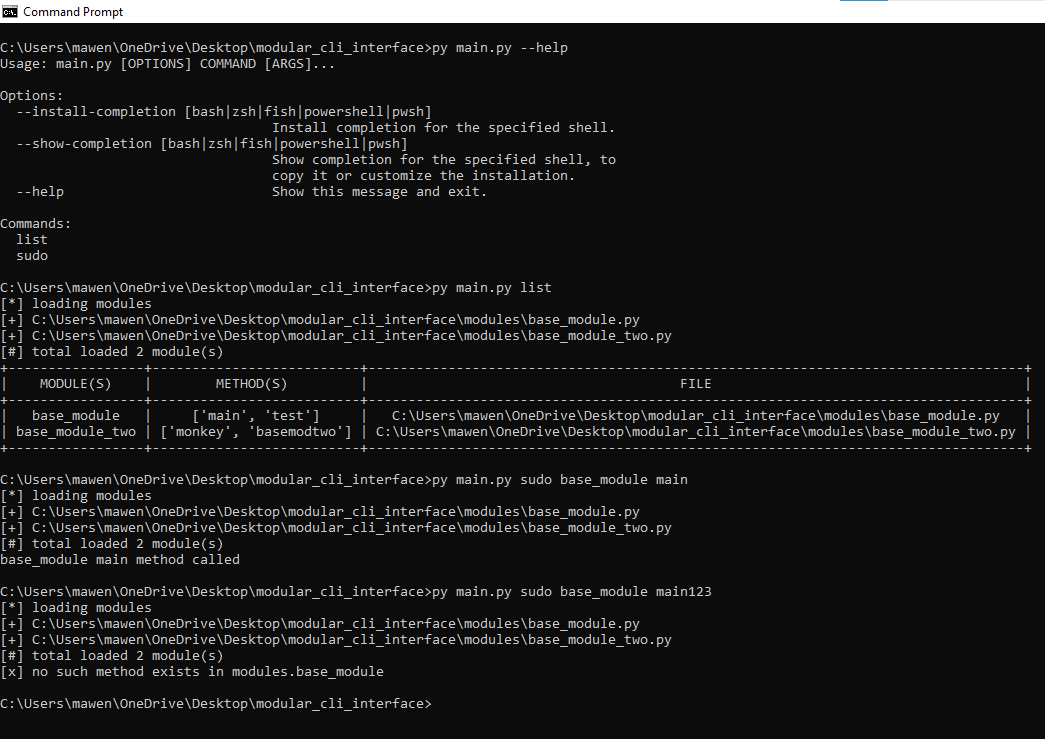 Command Prompt
C:\Users\mawen\OneDrive\Desktop\modular_cli_interface>py main.py --help
Usage: main.py [OPTIONS] COMMAND [ARGS]...
Options:
  --install-completion [bash|zsh|fish|powershell|pwsh]
                                  Install completion for the specified shell.
  --show-completion [bash|zsh|fish|powershell|pwsh]
                                  Show completion for the specified shell, to
                                  copy it or customize the installation.
  --help                          Show this message and exit.
Commands:
  list
  sudo
C:\Users\mawen\OneDrive\Desktop\modular_cli_interface>py main.py list
[*] loading modules
[+] C:\Users\mawen\OneDrive\Desktop\modular_cli_interface\modules\base_module.py
[+] C:\Users\mawen\OneDrive\Desktop\modular_cli_interface\modules\base_module_two.py
[#] total loaded 2 module(s)
+-----------------+--------------------------+----------------------------------------------------------------------------------+
|    MODULE(S)    |        METHOD(S)         |                                       FILE                                       |
+-----------------+--------------------------+----------------------------------------------------------------------------------+
|   base_module   |     ['main', 'test']     |   C:\Users\mawen\OneDrive\Desktop\modular_cli_interface\modules\base_module.py   |
| base_module_two | ['monkey', 'basemodtwo'] | C:\Users\mawen\OneDrive\Desktop\modular_cli_interface\modules\base_module_two.py |
+-----------------+--------------------------+----------------------------------------------------------------------------------+
C:\Users\mawen\OneDrive\Desktop\modular_cli_interface>py main.py sudo base_module main
[*] loading modules
[+] C:\Users\mawen\OneDrive\Desktop\modular_cli_interface\modules\base_module.py
[+] C:\Users\mawen\OneDrive\Desktop\modular_cli_interface\modules\base_module_two.py
[#] total loaded 2 module(s)
base_module main method called
C:\Users\mawen\OneDrive\Desktop\modular_cli_interface>py main.py sudo base_module main123
[*] loading modules
[+] C:\Users\mawen\OneDrive\Desktop\modular_cli_interface\modules\base_module.py
[+] C:\Users\mawen\OneDrive\Desktop\modular_cli_interface\modules\base_module_two.py
[#] total loaded 2 module(s)
[x] no such method exists in modules.base_module
C:\Users\mawen\OneDrive\Desktop\modular_cli_interface>